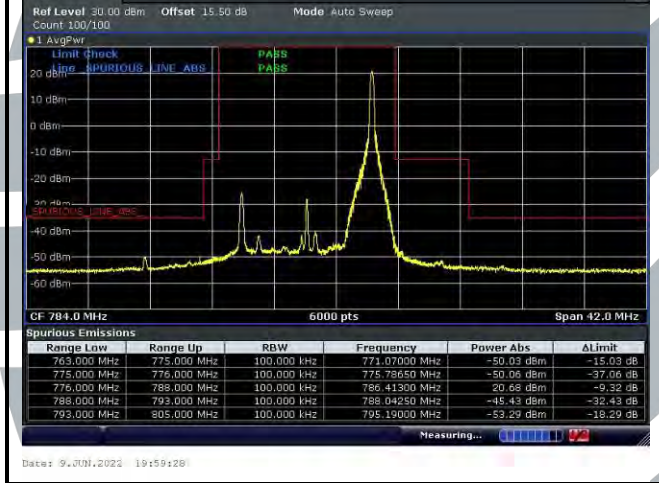 Ref Level 30.00 dBm Offset 15.50 dB Mode Auto Sweep
Count 100/100
1 AvgPwr
Limit Check PASS
Line _SPURIOUS_LINE_ABS_ PASS
20 dBm
10 dBm
0 dBm
-10 dBm
-20 dBm
-30 dBm
_SPURIOUS_LINE_ABS_
-40 dBm
-50 dBm
-60 dBm
CF 784.0 MHz 6000 pts Span 42.0 MHz
Spurious Emissions
Range Low Range Up RBW Frequency Power Abs ΔLimit
763.000 MHz 775.000 MHz 100.000 kHz 771.07000 MHz -50.03 dBm -15.03 dB
775.000 MHz 776.000 MHz 100.000 kHz 775.78650 MHz -50.06 dBm -37.06 dB
776.000 MHz 788.000 MHz 100.000 kHz 786.41300 MHz 20.68 dBm -9.32 dB
788.000 MHz 793.000 MHz 100.000 kHz 788.04250 MHz -45.43 dBm -32.43 dB
793.000 MHz 805.000 MHz 100.000 kHz 795.19000 MHz -53.29 dBm -18.29 dB
Measuring...
Date: 9.JUN.2022 19:59:28